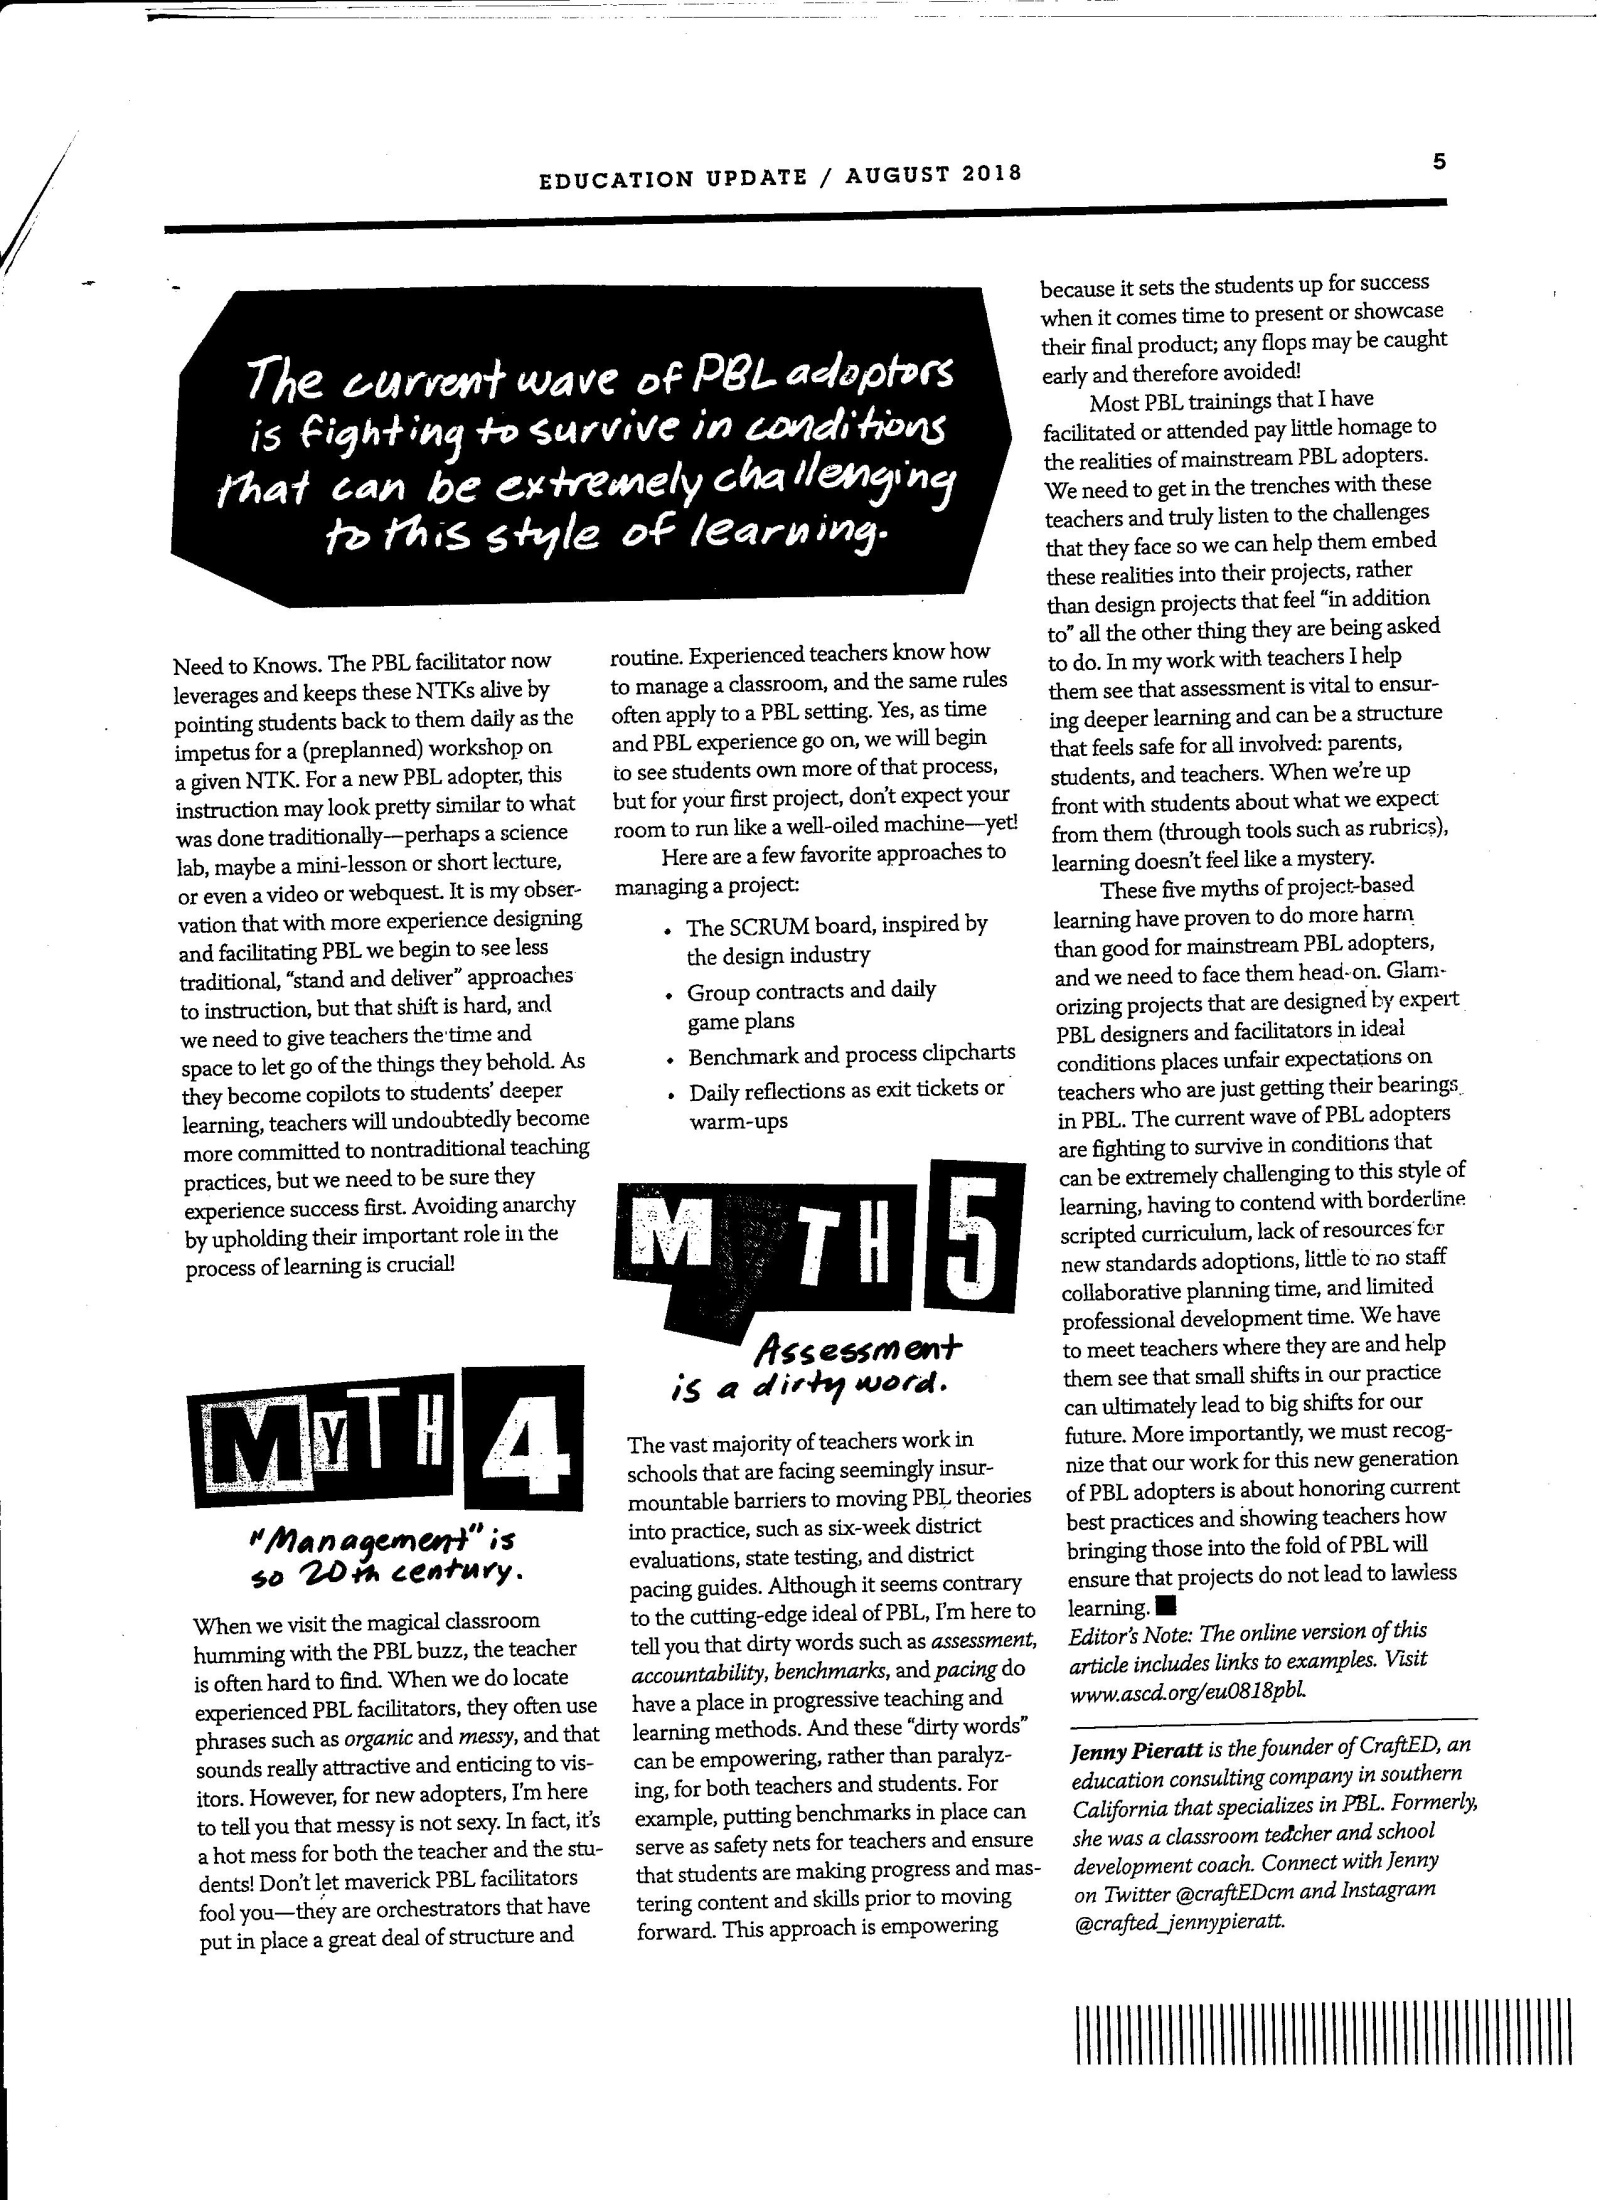 EDUCATION UPDATE / AUGUST 2018
5
The current wave of PBL adoptors
is fighting to survive in conditions
that can be extremely challenging
to this style of learning.
Need to Knows. The PBL facilitator now
leverages and keeps these NTKs alive by
pointing students back to them daily as the
impetus for a (preplanned) workshop on
a given NTK. For a new PBL adopter, this
instruction may look pretty similar to what
was done traditionally—perhaps a science
lab, maybe a mini-lesson or short lecture,
or even a video or webquest. It is my obser-
vation that with more experience designing
and facilitating PBL we begin to see less
traditional, "stand and deliver" approaches
to instruction, but that shift is hard, and
we need to give teachers the time and
space to let go of the things they behold. As
they become copilots to students' deeper
learning, teachers will undoubtedly become
more committed to nontraditional teaching
practices, but we need to be sure they
experience success first. Avoiding anarchy
by upholding their important role in the
process of learning is crucial!
MYTH 4
"Management" is
so 20th century.
When we visit the magical classroom
humming with the PBL buzz, the teacher
is often hard to find. When we do locate
experienced PBL facilitators, they often use
phrases such as organic and messy, and that
sounds really attractive and enticing to vis-
itors. However, for new adopters, I'm here
to tell you that messy is not sexy. In fact, it's
a hot mess for both the teacher and the stu-
dents! Don't let maverick PBL facilitators
fool you—they are orchestrators that have
put in place a great deal of structure and
routine. Experienced teachers know how
to manage a classroom, and the same rules
often apply to a PBL setting. Yes, as time
and PBL experience go on, we will begin
to see students own more of that process,
but for your first project, don't expect your
room to run like a well-oiled machine—yet!
Here are a few favorite approaches to
managing a project:
• The SCRUM board, inspired by
the design industry
• Group contracts and daily
game plans
• Benchmark and process clipcharts
• Daily reflections as exit tickets or
warm-ups
MYTH 5
Assessment
is a dirty word.
The vast majority of teachers work in
schools that are facing seemingly insur-
mountable barriers to moving PBL theories
into practice, such as six-week district
evaluations, state testing, and district
pacing guides. Although it seems contrary
to the cutting-edge ideal of PBL, I'm here to
tell you that dirty words such as assessment,
accountability, benchmarks, and pacing do
have a place in progressive teaching and
learning methods. And these "dirty words"
can be empowering, rather than paralyz-
ing, for both teachers and students. For
example, putting benchmarks in place can
serve as safety nets for teachers and ensure
that students are making progress and mas-
tering content and skills prior to moving
forward. This approach is empowering
because it sets the students up for success
when it comes time to present or showcase
their final product; any flops may be caught
early and therefore avoided!
Most PBL trainings that I have
facilitated or attended pay little homage to
the realities of mainstream PBL adopters.
We need to get in the trenches with these
teachers and truly listen to the challenges
that they face so we can help them embed
these realities into their projects, rather
than design projects that feel "in addition
to" all the other thing they are being asked
to do. In my work with teachers I help
them see that assessment is vital to ensur-
ing deeper learning and can be a structure
that feels safe for all involved: parents,
students, and teachers. When we're up
front with students about what we expect
from them (through tools such as rubrics),
learning doesn't feel like a mystery.
These five myths of project-based
learning have proven to do more harm
than good for mainstream PBL adopters,
and we need to face them head-on. Glam-
orizing projects that are designed by expert
PBL designers and facilitators in ideal
conditions places unfair expectations on
teachers who are just getting their bearings
in PBL. The current wave of PBL adopters
are fighting to survive in conditions that
can be extremely challenging to this style of
learning, having to contend with borderline
scripted curriculum, lack of resources for
new standards adoptions, little to no staff
collaborative planning time, and limited
professional development time. We have
to meet teachers where they are and help
them see that small shifts in our practice
can ultimately lead to big shifts for our
future. More importantly, we must recog-
nize that our work for this new generation
of PBL adopters is about honoring current
best practices and showing teachers how
bringing those into the fold of PBL will
ensure that projects do not lead to lawless
learning.
Editor's Note: The online version of this
article includes links to examples. Visit
www.ascd.org/eu0818pbl.
Jenny Pieratt is the founder of CraftED, an
education consulting company in southern
California that specializes in PBL. Formerly,
she was a classroom teacher and school
development coach. Connect with Jenny
on Twitter @craftEDcm and Instagram
@crafted_jennypieratt.